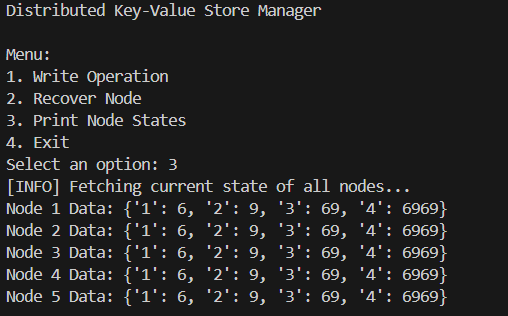 Distributed Key-Value Store Manager
Menu:
1. Write Operation
2. Recover Node
3. Print Node States
4. Exit
Select an option: 3
[INFO] Fetching current state of all nodes...
Node 1 Data: {'1': 6, '2': 9, '3': 69, '4': 6969}
Node 2 Data: {'1': 6, '2': 9, '3': 69, '4': 6969}
Node 3 Data: {'1': 6, '2': 9, '3': 69, '4': 6969}
Node 4 Data: {'1': 6, '2': 9, '3': 69, '4': 6969}
Node 5 Data: {'1': 6, '2': 9, '3': 69, '4': 6969}